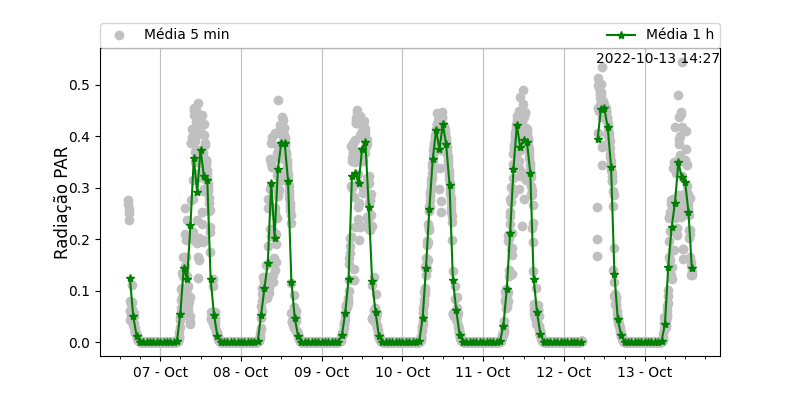 Média 5 min
Média 1 h
2022-10-13 14:27
Radiação PAR
0.5
0.4
0.3
0.2
0.1
0.0
07 - Oct
08 - Oct
09 - Oct
10 - Oct
11 - Oct
12 - Oct
13 - Oct